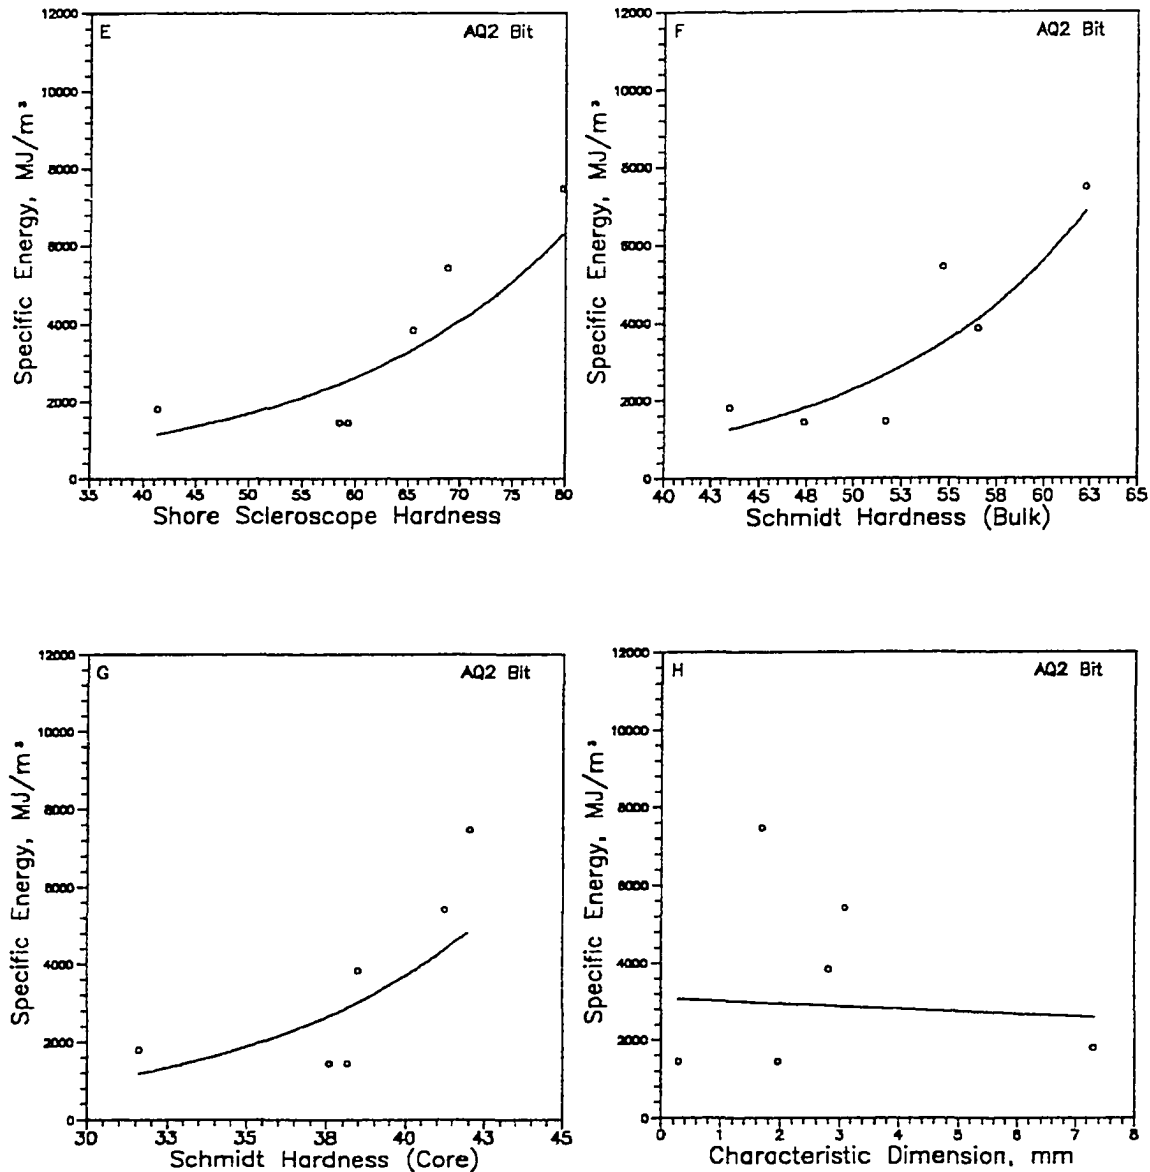 E AQ2 Bit
12000
10000
8000
6000
4000
2000
0
Specific Energy, MJ/m³
35 41 45 50 55 59 65 70 75 80
Shore Scleroscope Hardness
F AQ2 Bit
12000
10000
8000
6000
4000
2000
0
Specific Energy, MJ/m³
40 43 45 48 50 53 55 58 60 63 65
Schmidt Hardness (Bulk)
G AQ2 Bit
12000
10000
8000
6000
4000
2000
0
Specific Energy, MJ/m³
30 33 35 38 40 43 45
Schmidt Hardness (Core)
H AQ2 Bit
12000
10000
8000
6000
4000
2000
0
Specific Energy, MJ/m³
0 1 2 3 4 5 6 7 8
Characteristic Dimension, mm